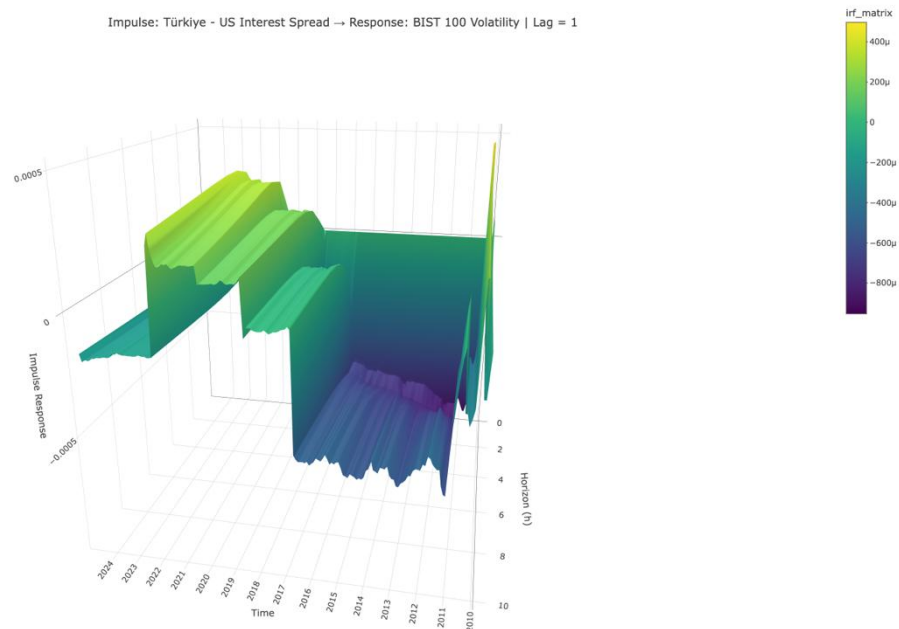 Impulse: Türkiye - US Interest Spread → Response: BIST 100 Volatility | Lag = 1
irf_matrix
400μ
200μ
0
−200μ
−400μ
−600μ
−800μ
0.0005
0
−0.0005
Impulse Response
0
2
4
6
8
10
Horizon (h)
2024
2023
2022
2021
2020
2019
2018
2017
2016
2015
2014
2013
2012
2011
2010
Time